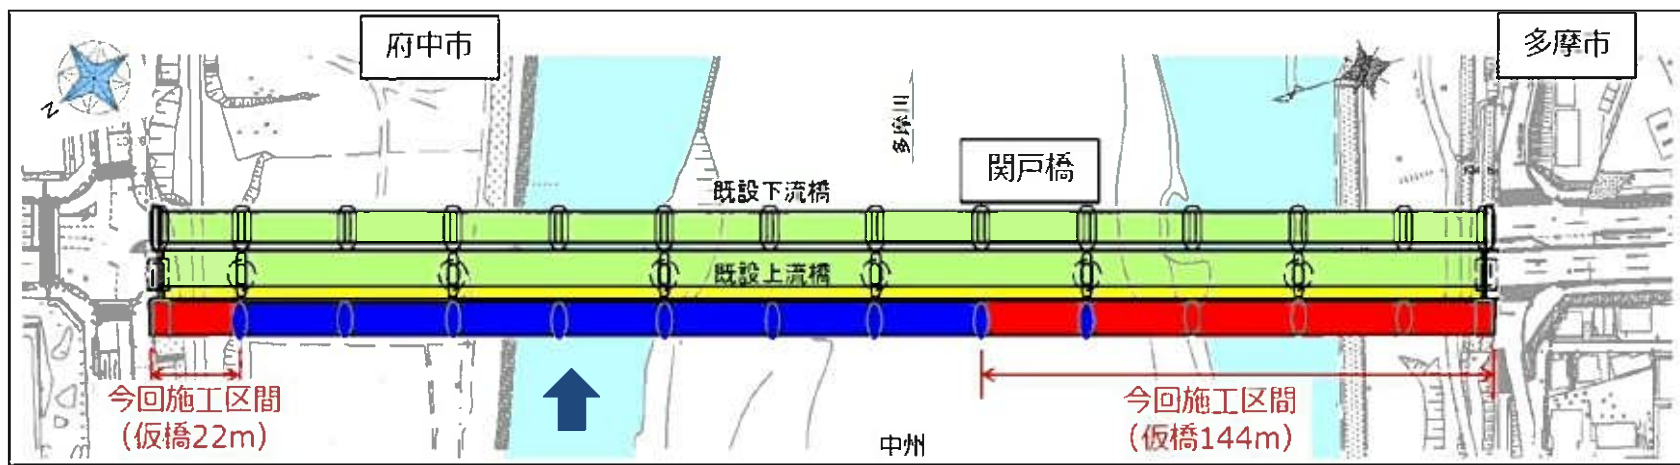 府中市
多摩市
N
多摩川
関戸橋
既設下流橋
既設上流橋
今回施工区間
(仮橋22m)
今回施工区間
(仮橋144m)
中州